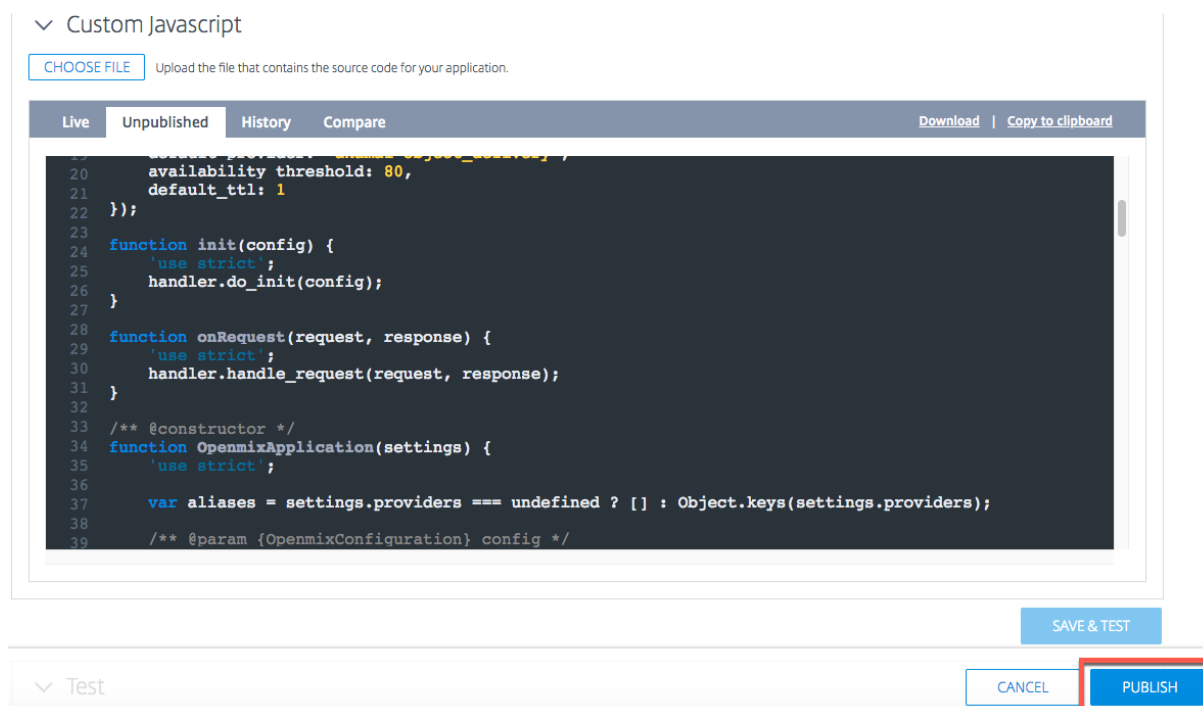 Custom Javascript
CHOOSE FILE Upload the file that contains the source code for your application.
Live Unpublished History Compare Download | Copy to clipboard
19
20 availability threshold: 80,
21 default_ttl: 1
22 });
23
24 function init(config) {
25 'use strict';
26 handler.do_init(config);
27 }
28 function onRequest(request, response) {
29 'use strict';
30 handler.handle_request(request, response);
31 }
32
33 /** @constructor */
34 function OpenmixApplication(settings) {
35 'use strict';
36
37 var aliases = settings.providers === undefined ? [] : Object.keys(settings.providers);
38
39 /** @param {OpenmixConfiguration} config */
SAVE & TEST
Test CANCEL PUBLISH